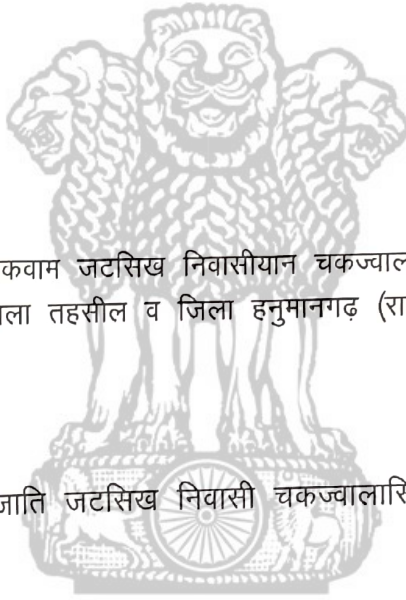 कवाम जटसिख निवासीयान चकज्वाल
ला तहसील व जिला हनुमानगढ़ (रा
जाति जटसिख निवासी चकज्वालासि